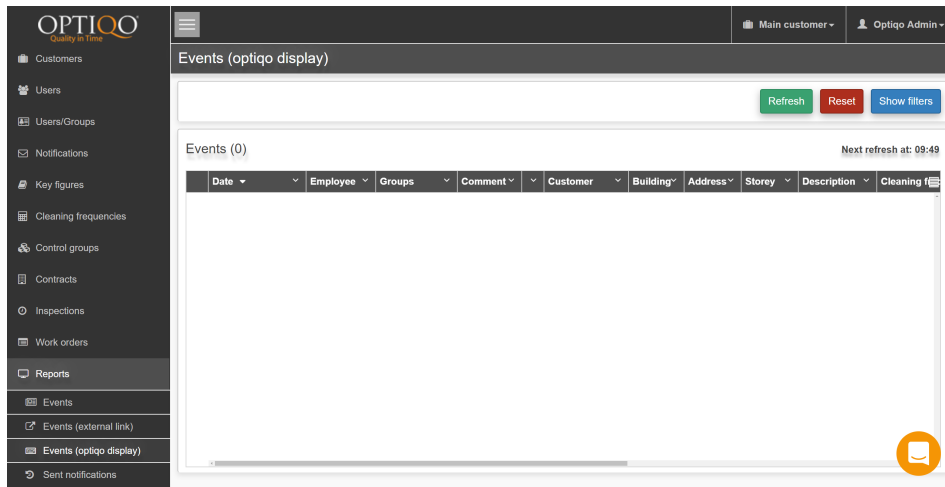 OPTIQO
Quality in Time
Main customer
Optiqo Admin
Customers
Users
Users/Groups
Notifications
Key figures
Cleaning frequencies
Control groups
Contracts
Inspections
Work orders
Reports
Events
Events (external link)
Events (optiqo display)
Sent notifications
Events (optiqo display)
Refresh Reset Show filters
Events (0)
Next refresh at: 09:49
Date Employee Groups Comment Customer Building Address Storey Description Cleaning